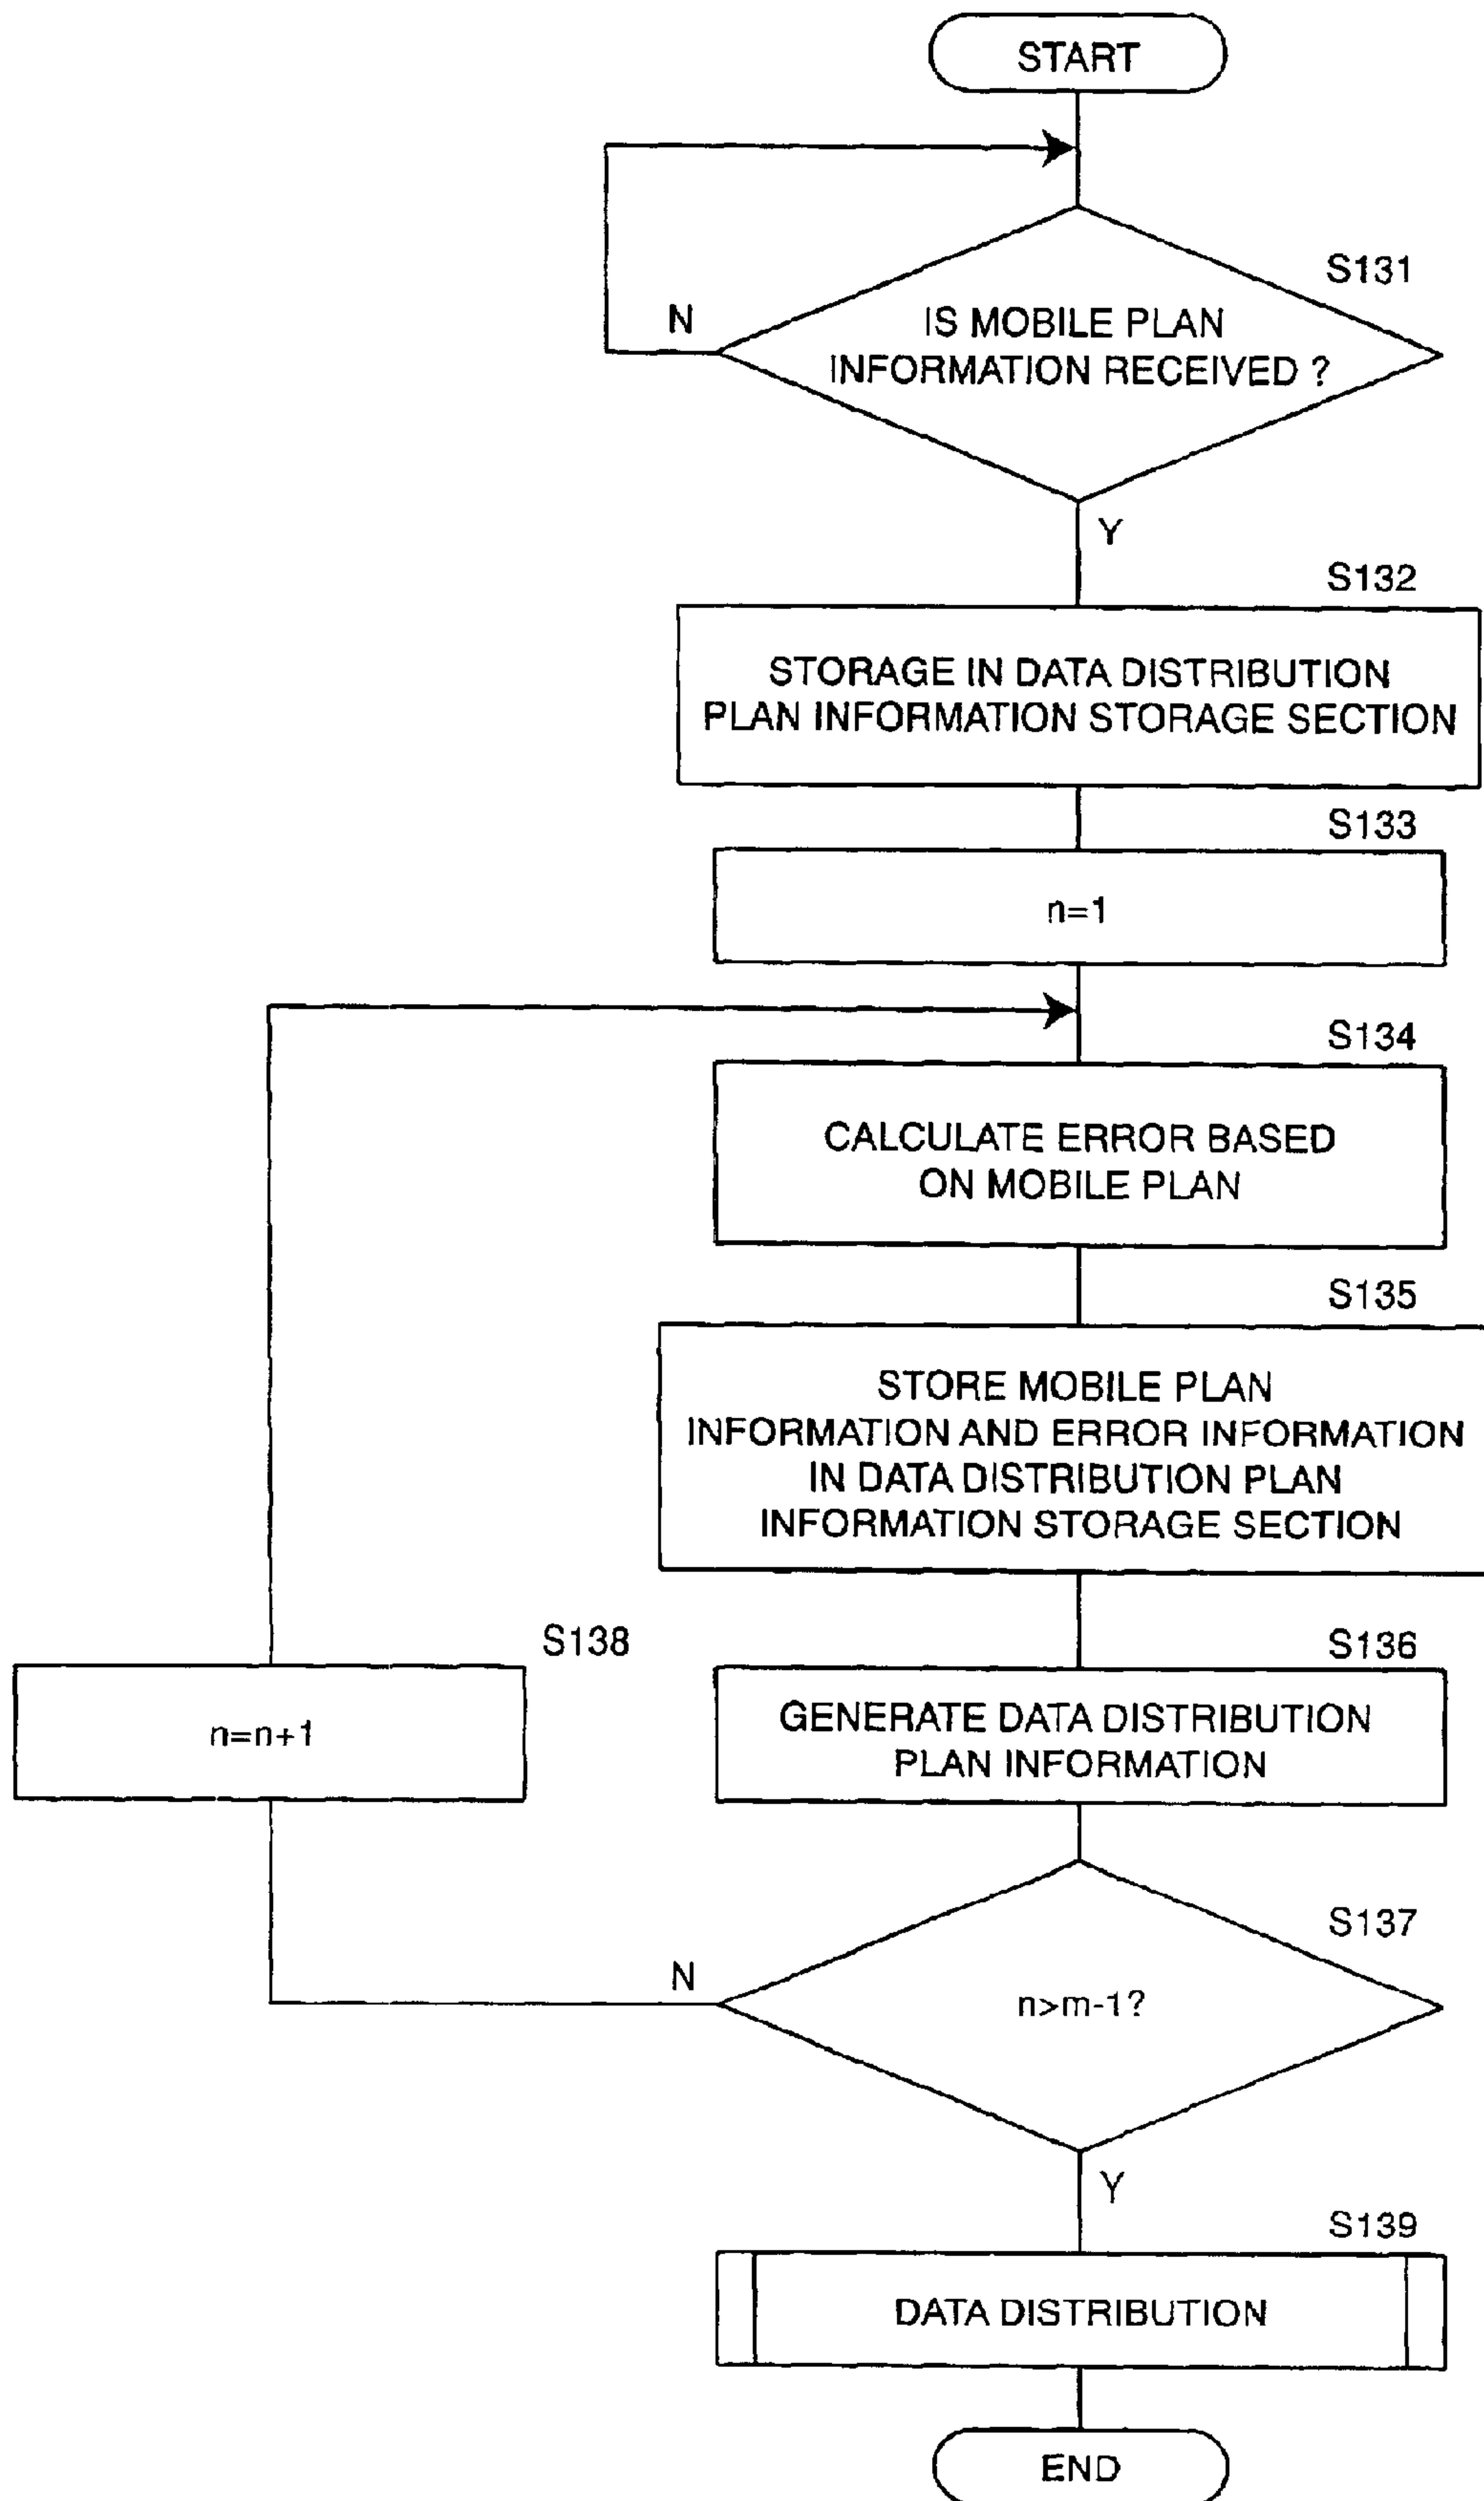 START
S131
N
IS MOBILE PLAN
INFORMATION RECEIVED ?
Y
S132
STORAGE IN DATA DISTRIBUTION
PLAN INFORMATION STORAGE SECTION
S133
n=1
S134
CALCULATE ERROR BASED
ON MOBILE PLAN
S135
STORE MOBILE PLAN
INFORMATION AND ERROR INFORMATION
IN DATA DISTRIBUTION PLAN
INFORMATION STORAGE SECTION
S138
n=n+1
S136
GENERATE DATA DISTRIBUTION
PLAN INFORMATION
S137
N
n>m-1?
Y
S139
DATA DISTRIBUTION
END